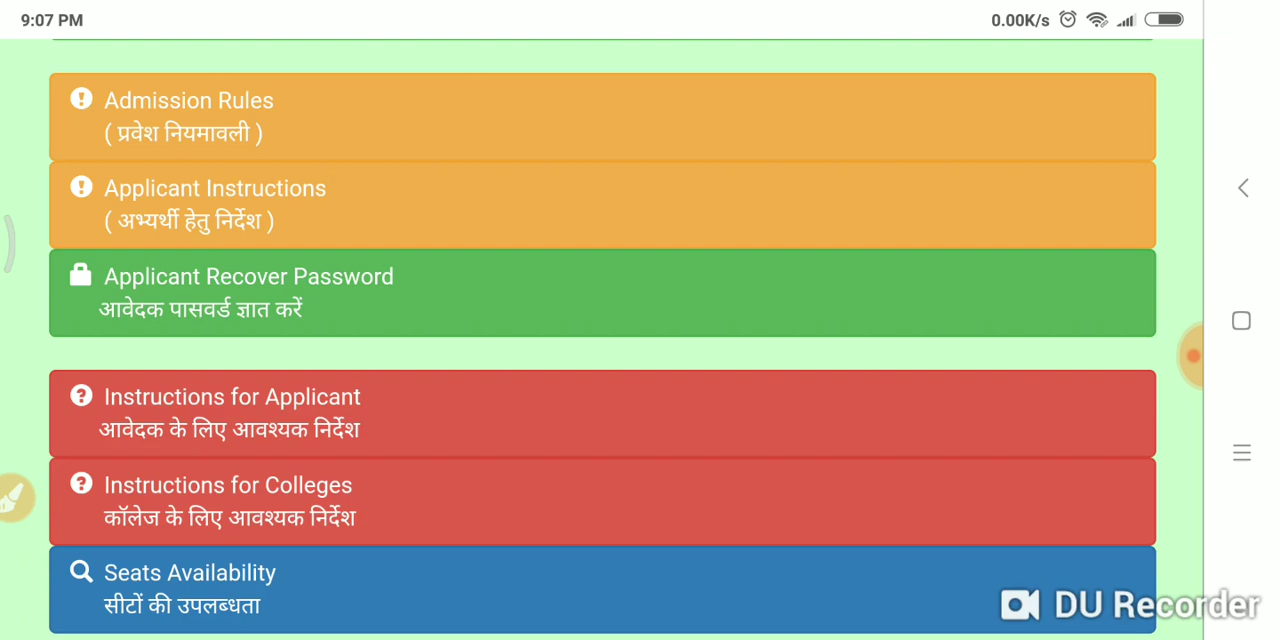 9:07 PM
0.00K/s
Admission Rules
( प्रवेश नियमावली )
Applicant Instructions
( अभ्यर्थी हेतु निर्देश )
Applicant Recover Password
आवेदक पासवर्ड ज्ञात करें
Instructions for Applicant
आवेदक के लिए आवश्यक निर्देश
Instructions for Colleges
कॉलेज के लिए आवश्यक निर्देश
Seats Availability
सीटों की उपलब्धता
DU Recorder